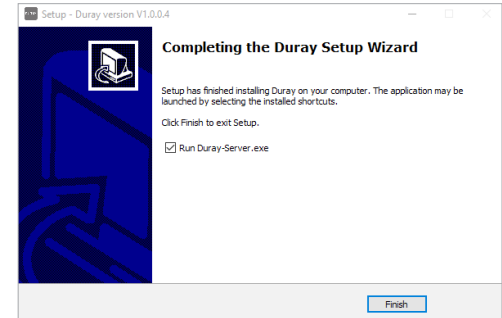 Setup - Duray version V1.0.0.4
Completing the Duray Setup Wizard
Setup has finished installing Duray on your computer. The application may be
launched by selecting the installed shortcuts.
Click Finish to exit Setup.
Run Duray-Server.exe
Finish